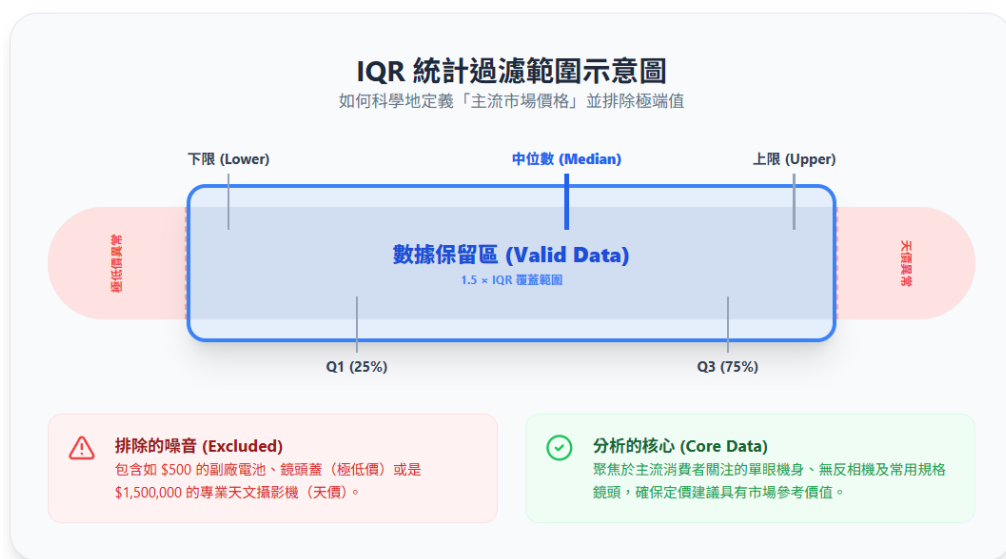 IQR 統計過濾範圍示意圖
如何科學地定義「主流市場價格」並排除極端值
下限 (Lower)
中位數 (Median)
上限 (Upper)
極低價異常
數據保留區 (Valid Data)
1.5 × IQR 覆蓋範圍
天價異常
Q1 (25%)
Q3 (75%)
排除的噪音 (Excluded)
包含如 $500 的副廠電池、鏡頭蓋（極低價）或是
$1,500,000 的專業天文攝影機（天價）。
分析的核心 (Core Data)
聚焦於主流消費者關注的單眼機身、無反相機及常用規格
鏡頭，確保定價建議具有市場參考價值。